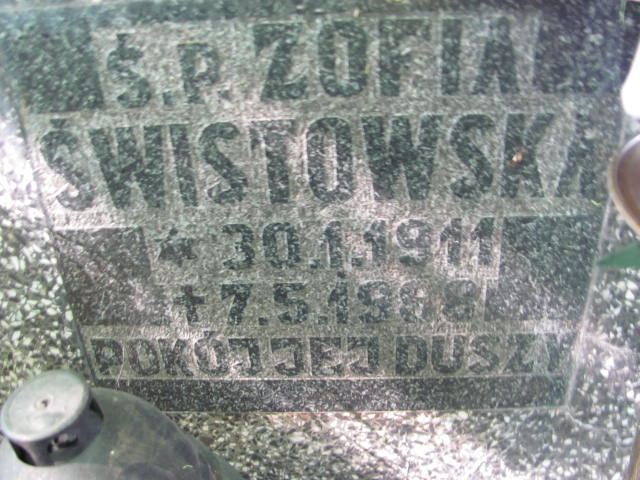 Ś.P. ZOFIA
ŚWISTOWSKA
* 30.1.1911
† 7.5.1988
POKÓJ JEJ DUSZY